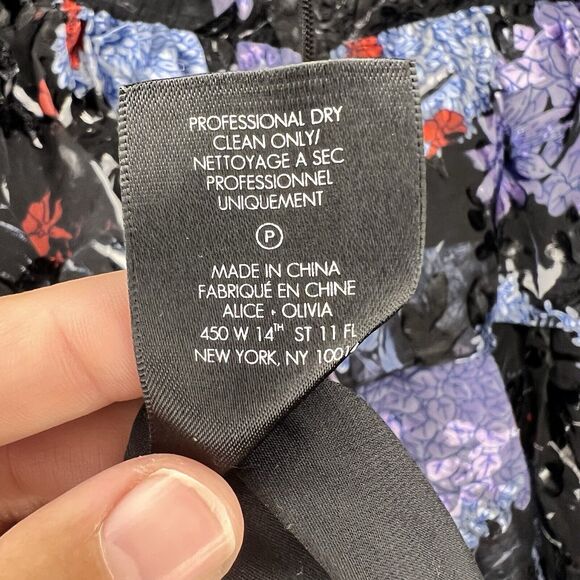 PROFESSIONAL DRY
CLEAN ONLY/
NETTOYAGE A SEC
PROFESSIONNEL
UNIQUEMENT
P
MADE IN CHINA
FABRIQUÉ EN CHINE
ALICE + OLIVIA
450 W 14TH ST 11 FL
NEW YORK, NY